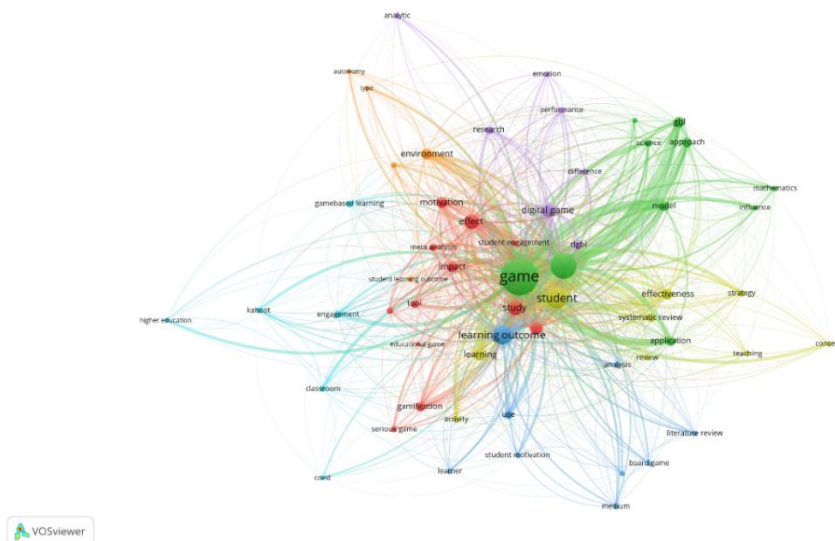 analytic
autonomy
type
emotion
performance
research
gbl
science
approach
environment
difference
mathematics
gamebased learning
motivation
digital game
model
influence
effect
student engagement
dgbl
meta analysis
impact
game
student learning outcome
student
effectiveness
strategy
tool
study
higher education
kahoot
engagement
systematic review
learning outcome
application
educational game
learning
review
teaching
analysis
classroom
gamification
activity
use
serious game
literature review
student motivation
board game
learner
covid
medium
VOSviewer